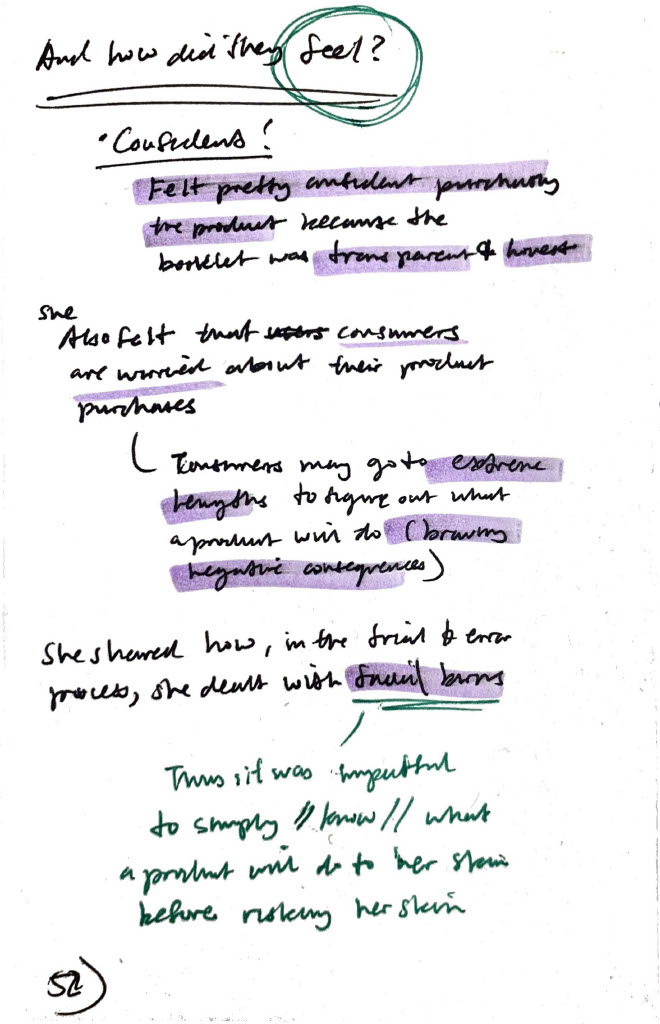 And how did they feel?
• Confident!
Felt pretty confident purchasing
the product because the
booklet was transparent & honest
she
Also felt that users consumers
are worried about their product
purchases
Consumers may go to extreme
lengths to figure out what
a product will do (braving
negative consequences)
She shared how, in the trial & error
process, she dealt with facial burns
Thus it was impactful
to simply //know// what
a product will do to her skin
before risking her skin
52